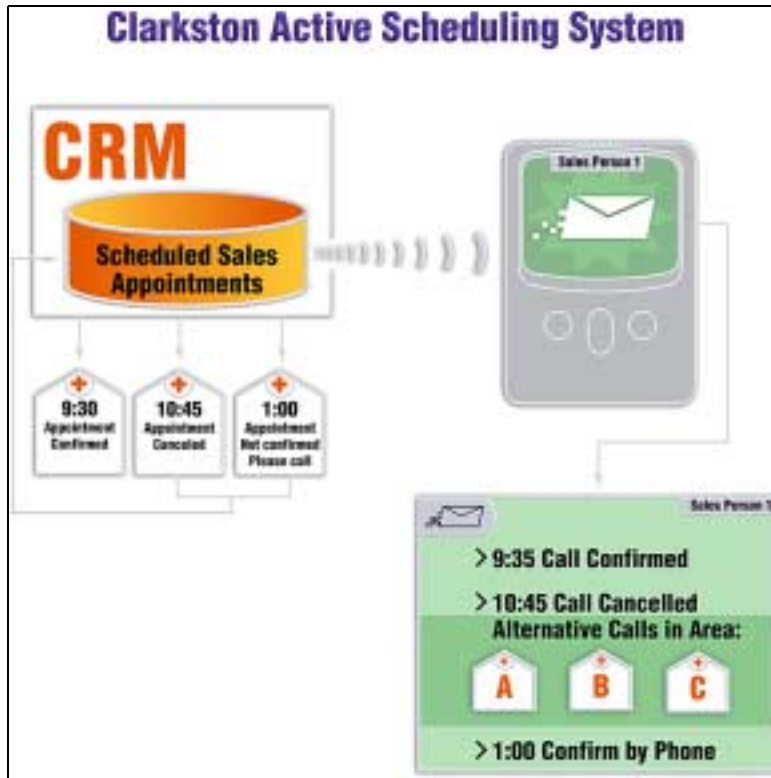 Clarkston Active Scheduling System
CRM
Scheduled Sales
Appointments
9:30
Appointment
Confirmed
10:45
Appointment
Canceled
1:00
Appointment
Not confirmed
Please call
Sales Person 1
Sales Person 1
> 9:35 Call Confirmed
> 10:45 Call Cancelled
Alternative Calls in Area:
A
B
C
> 1:00 Confirm by Phone